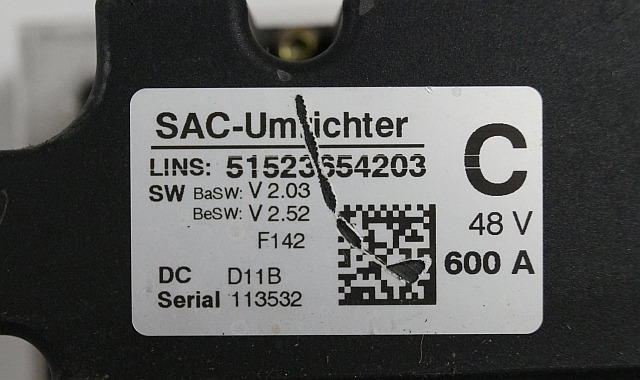 SAC-Umrichter
LINS: 51523654203
SW BaSW: V 2.03
BeSW: V 2.52
F142
DC D11B
Serial 113532
C
48 V
600 A